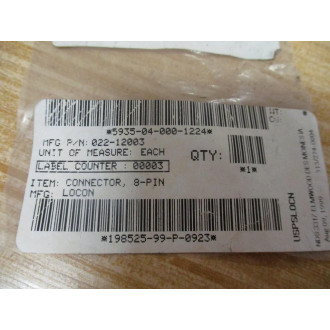 *5935-04-000-1224*
MFG P/N: 022-12003
UNIT OF MEASURE: EACH
LABEL COUNTER : 00003
QTY:
*1*
ITEM: CONNECTOR, 8-PIN
MFG: LOCON
*198525-99-P-0923*
USPSLDCN